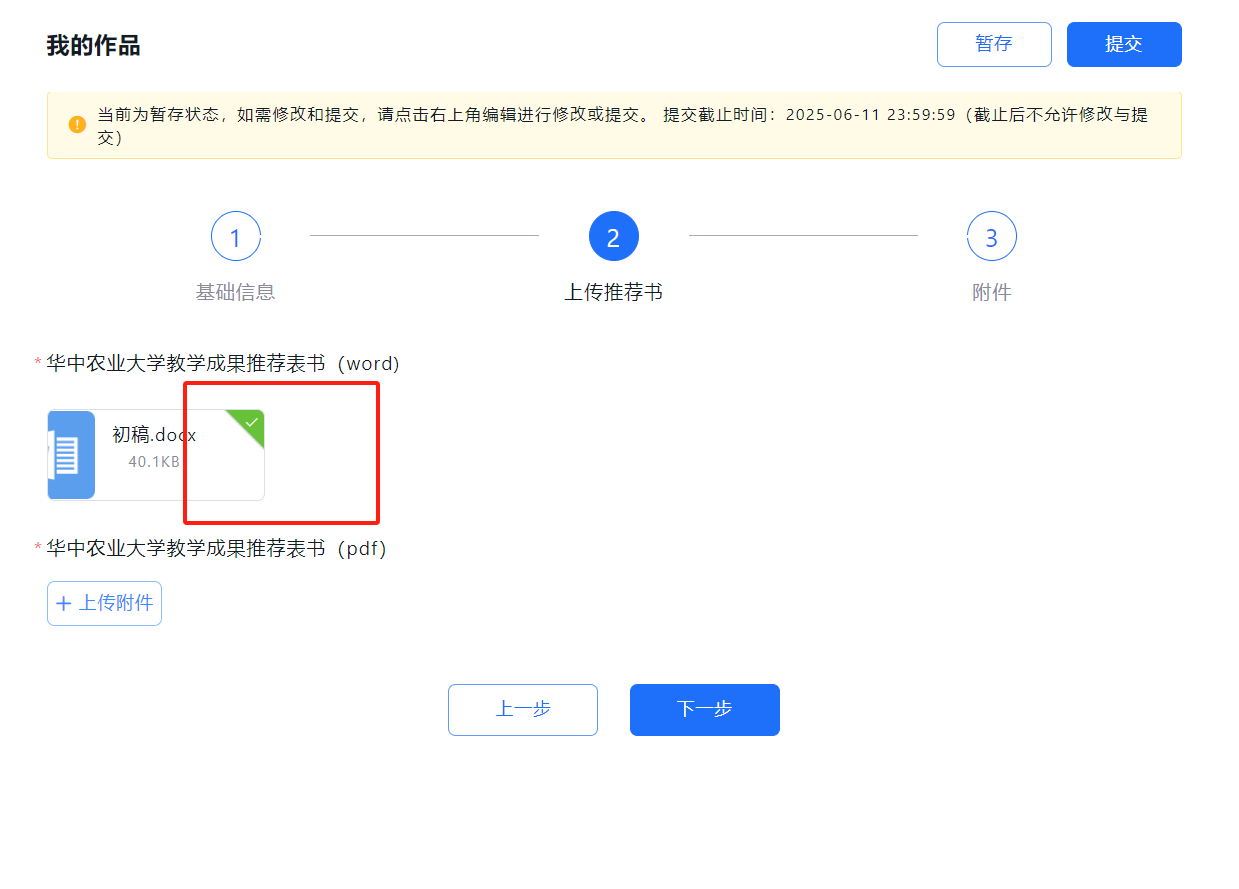 我的作品
暂存
提交
当前为暂存状态，如需修改和提交，请点击右上角编辑进行修改或提交。 提交截止时间：2025-06-11 23:59:59（截止后不允许修改与提
交）
1
2
3
基础信息
上传推荐书
附件
* 华中农业大学教学成果推荐表书（word）
初稿.docx
40.1KB
* 华中农业大学教学成果推荐表书（pdf）
+ 上传附件
上一步
下一步